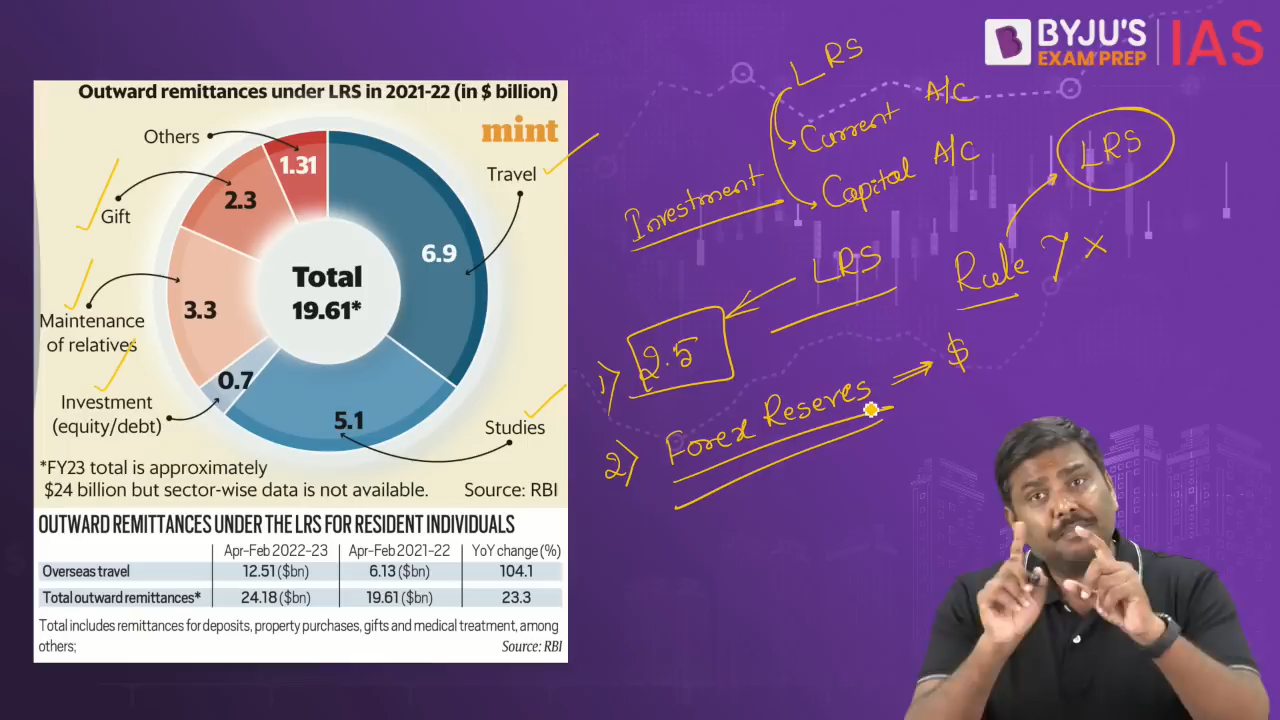 BYJU'S
EXAM PREP
IAS
Outward remittances under LRS in 2021-22 (in $ billion)
mint
Others
1.31
Travel
Gift
2.3
6.9
Total
19.61*
3.3
Maintenance
of relatives
0.7
Investment
(equity/debt)
5.1
Studies
*FY23 total is approximately
$24 billion but sector-wise data is not available.
Source: RBI
OUTWARD REMITTANCES UNDER THE LRS FOR RESIDENT INDIVIDUALS
Apr-Feb 2022-23 Apr-Feb 2021-22 YoY change (%)
Overseas travel 12.51 ($bn) 6.13 ($bn) 104.1
Total outward remittances* 24.18 ($bn) 19.61 ($bn) 23.3
Total includes remittances for deposits, property purchases, gifts and medical treatment, among
others;
Source: RBI
LRS
Current A/C
Capital A/C
Investment
LRS
Rule 7 x
LRS
1) 2.5
2) Forex Reserves → $